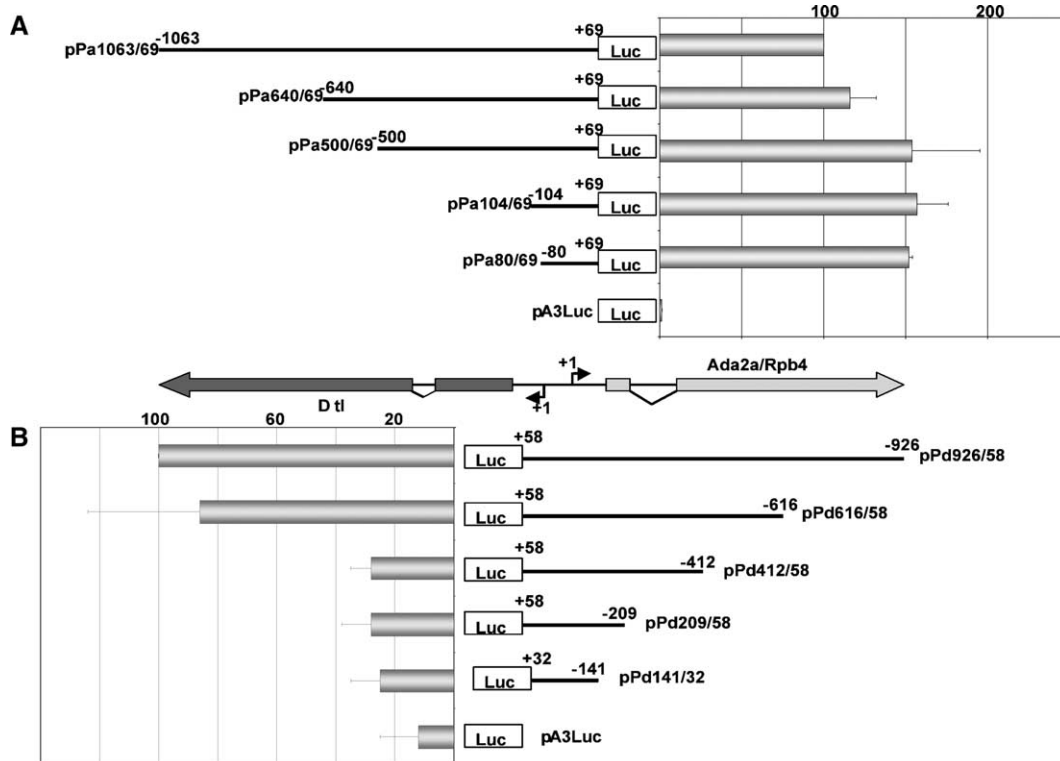 A
100 200
pPa1063/69 -1063 +69 Luc
pPa640/69 -640 +69 Luc
pPa500/69 -500 +69 Luc
pPa104/69 -104 +69 Luc
pPa80/69 -80 +69 Luc
pA3Luc Luc
+1 Ada2a/Rpb4
D tl +1
B
100 60 20
Luc +58 -926 pPd926/58
Luc +58 -616 pPd616/58
Luc +58 -412 pPd412/58
Luc +58 -209 pPd209/58
Luc +32 -141 pPd141/32
Luc pA3Luc